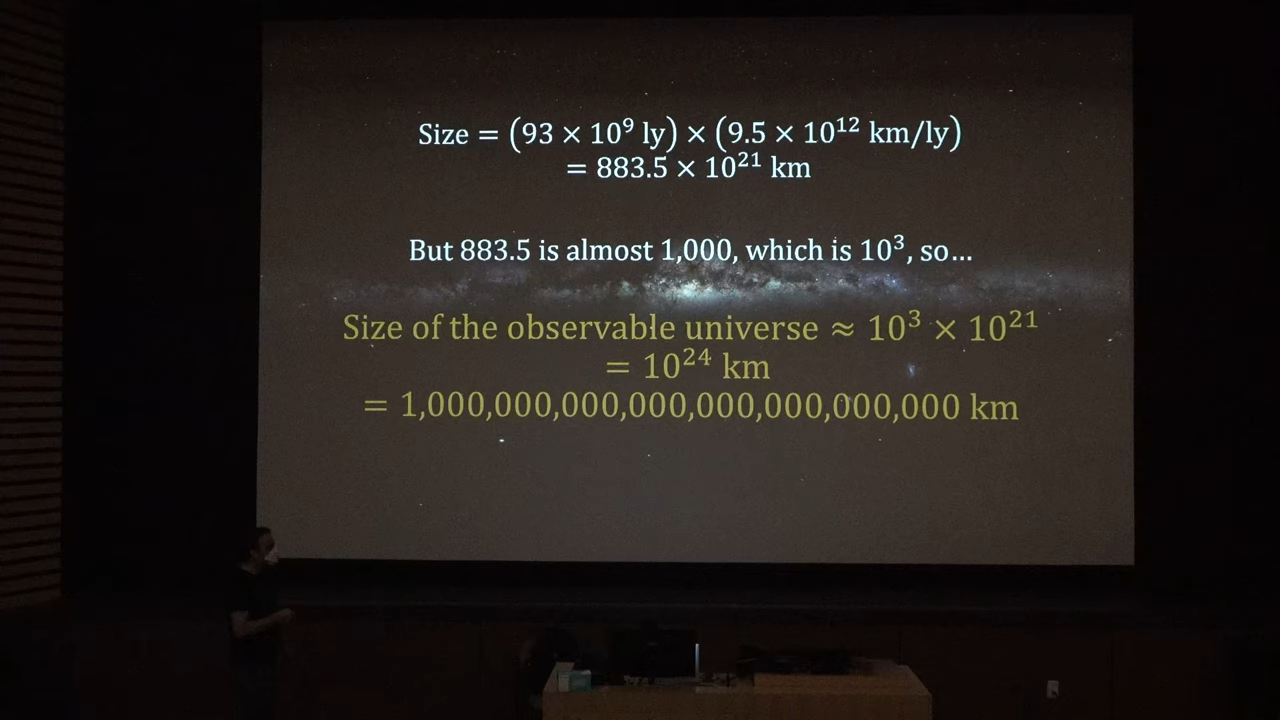 Size = (93 × 10⁹ ly) × (9.5 × 10¹² km/ly)
= 883.5 × 10²¹ km
But 883.5 is almost 1,000, which is 10³, so…
Size of the observable universe ≈ 10³ × 10²¹
= 10²⁴ km
= 1,000,000,000,000,000,000,000,000 km